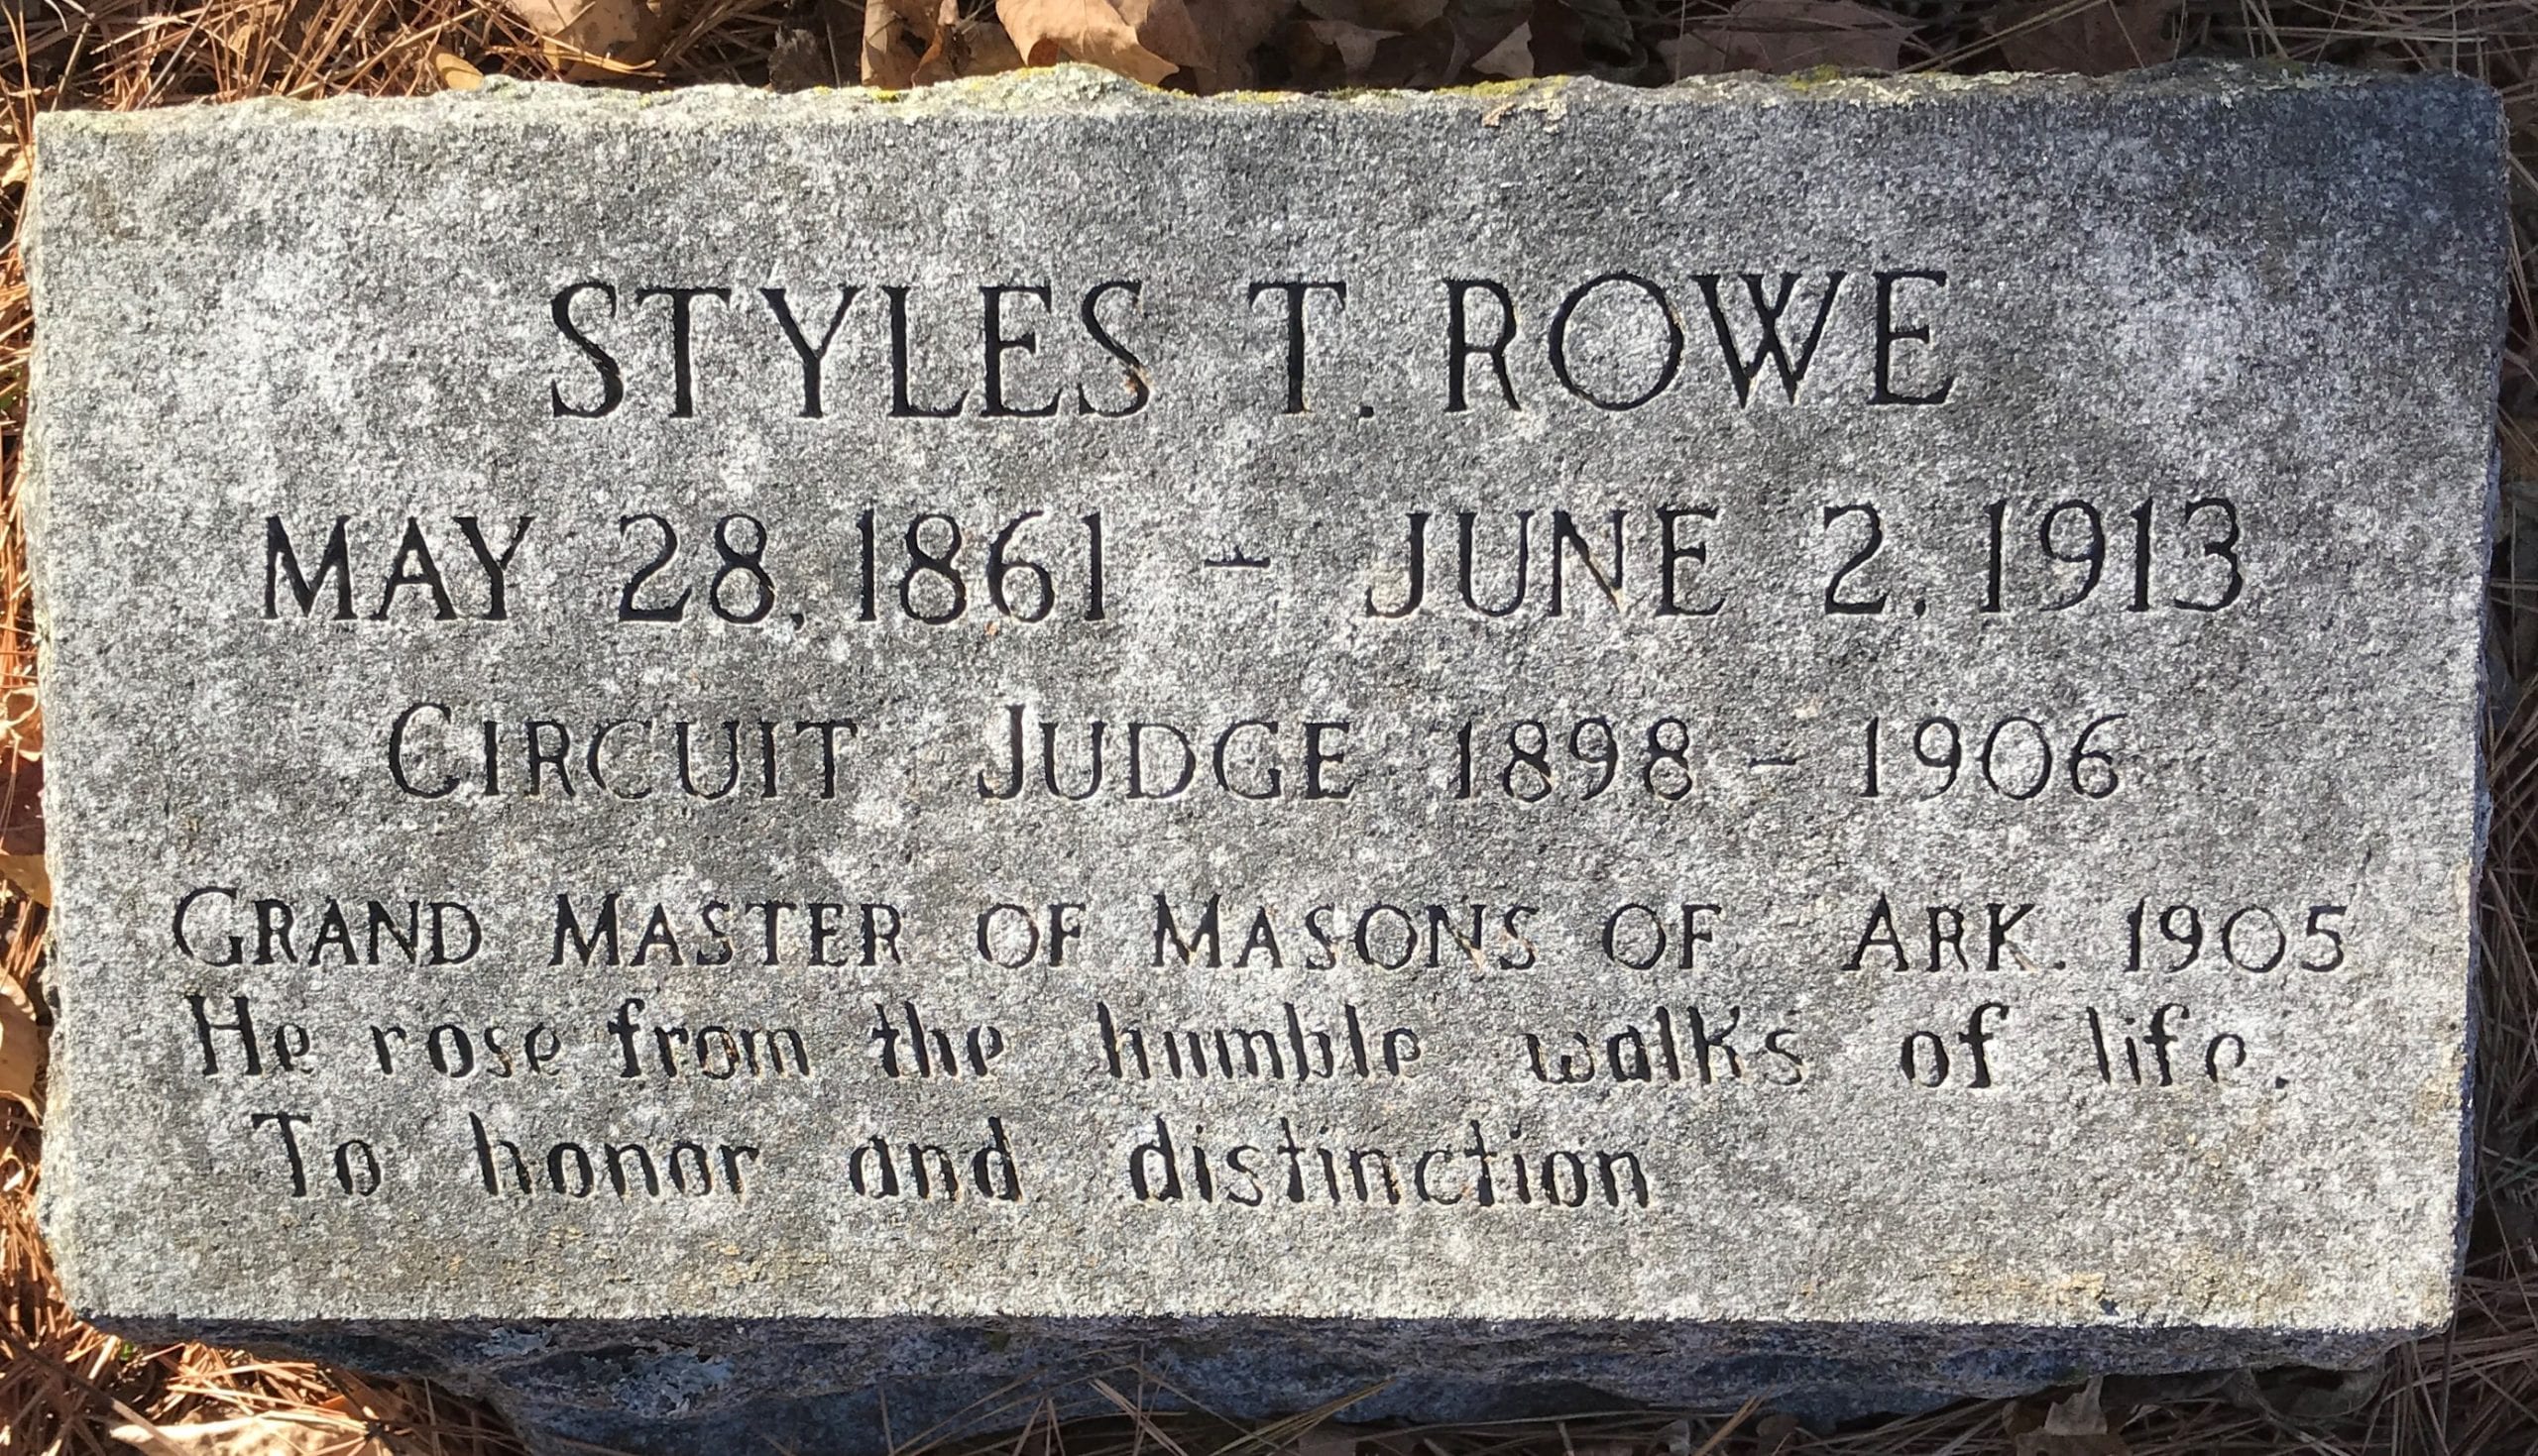 STYLES T. ROWE
MAY 28, 1861 - JUNE 2, 1913
CIRCUIT JUDGE 1898 - 1906
GRAND MASTER OF MASONS OF ARK. 1905
He rose from the humble walks of life.
To honor and distinction